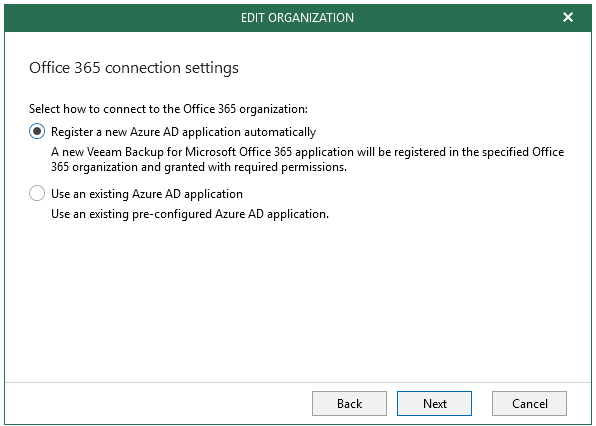 EDIT ORGANIZATION
Office 365 connection settings
Select how to connect to the Office 365 organization:
Register a new Azure AD application automatically
A new Veeam Backup for Microsoft Office 365 application will be registered in the specified Office
365 organization and granted with required permissions.
Use an existing Azure AD application
Use an existing pre-configured Azure AD application.
Back Next Cancel